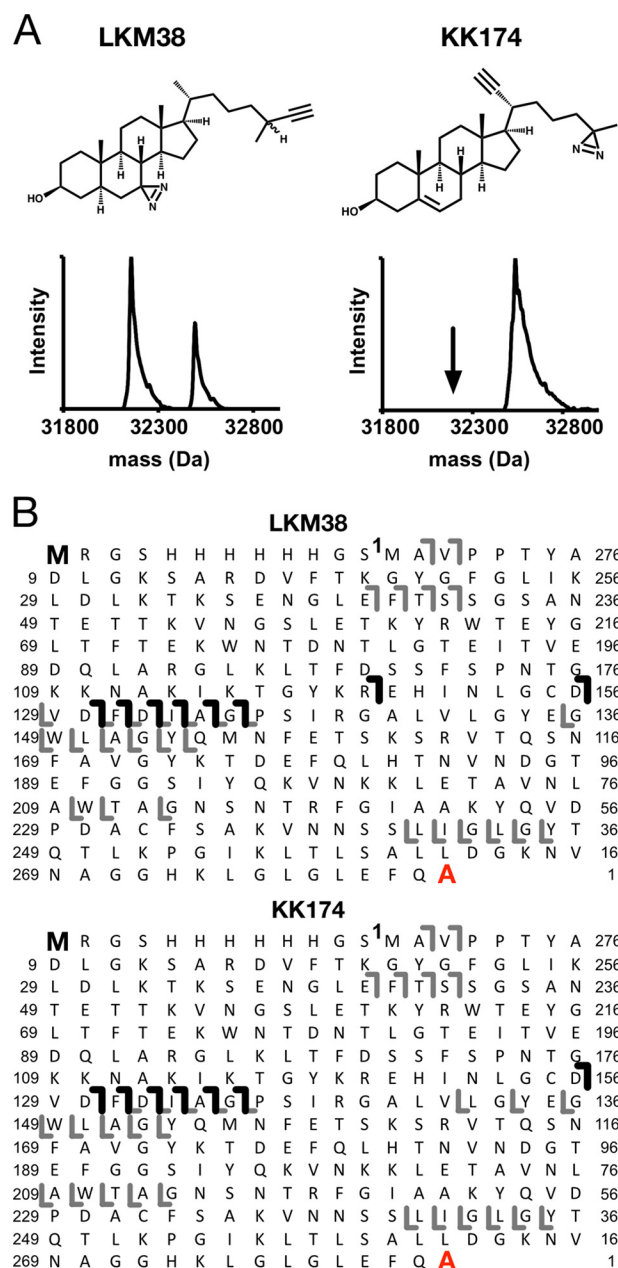 A
LKM38
KK174
H
H
H
H
H
H
HO
N
N
H
H
H
H
HO
N
N
Intensity
31800 32300 32800
mass (Da)
Intensity
31800 32300 32800
mass (Da)
B
LKM38
M R G S H H H H H H G S 1 M A V P P T Y A 276
9 D L G K S A R D V F T K G Y G F G L I K 256
29 L D L K T K S E N G L E F T S S G S A N 236
49 T E T T K V N G S L E T K Y R W T E Y G 216
69 L T F T E K W N T D N T L G T E I T V E 196
89 D Q L A R G L K L T F D S S F S P N T G 176
109 K K N A K I K T G Y K R E H I N L G C D 156
129 V D F D I A G P S I R G A L V L G Y E G 136
149 W L A G Y Q M N F E T S K S R V T Q S N 116
169 F A V G Y K T D E F Q L H T N V N D G T 96
189 E F G G S I Y Q K V N K K L E T A V N L 76
209 A W T A G N S N T R F G I A A K Y Q V D 56
229 P D A C F S A K V N N S S L I G L G Y T 36
249 Q T L K P G I K L T L S A L L D G K N V 16
269 N A G G H K L G L G L E F Q A 1
KK174
M R G S H H H H H H G S 1 M A V P P T Y A 276
9 D L G K S A R D V F T K G Y G F G L I K 256
29 L D L K T K S E N G L E F T S S G S A N 236
49 T E T T K V N G S L E T K Y R W T E Y G 216
69 L T F T E K W N T D N T L G T E I T V E 196
89 D Q L A R G L K L T F D S S F S P N T G 176
109 K K N A K I K T G Y K R E H I N L G C D 156
129 V D F D I A G P S I R G A L V L G Y E G 136
149 W L A G Y Q M N F E T S K S R V T Q S N 116
169 F A V G Y K T D E F Q L H T N V N D G T 96
189 E F G G S I Y Q K V N K K L E T A V N L 76
209 A W T A G N S N T R F G I A A K Y Q V D 56
229 P D A C F S A K V N N S S L I G L G Y T 36
249 Q T L K P G I K L T L S A L L D G K N V 16
269 N A G G H K L G L G L E F Q A 1